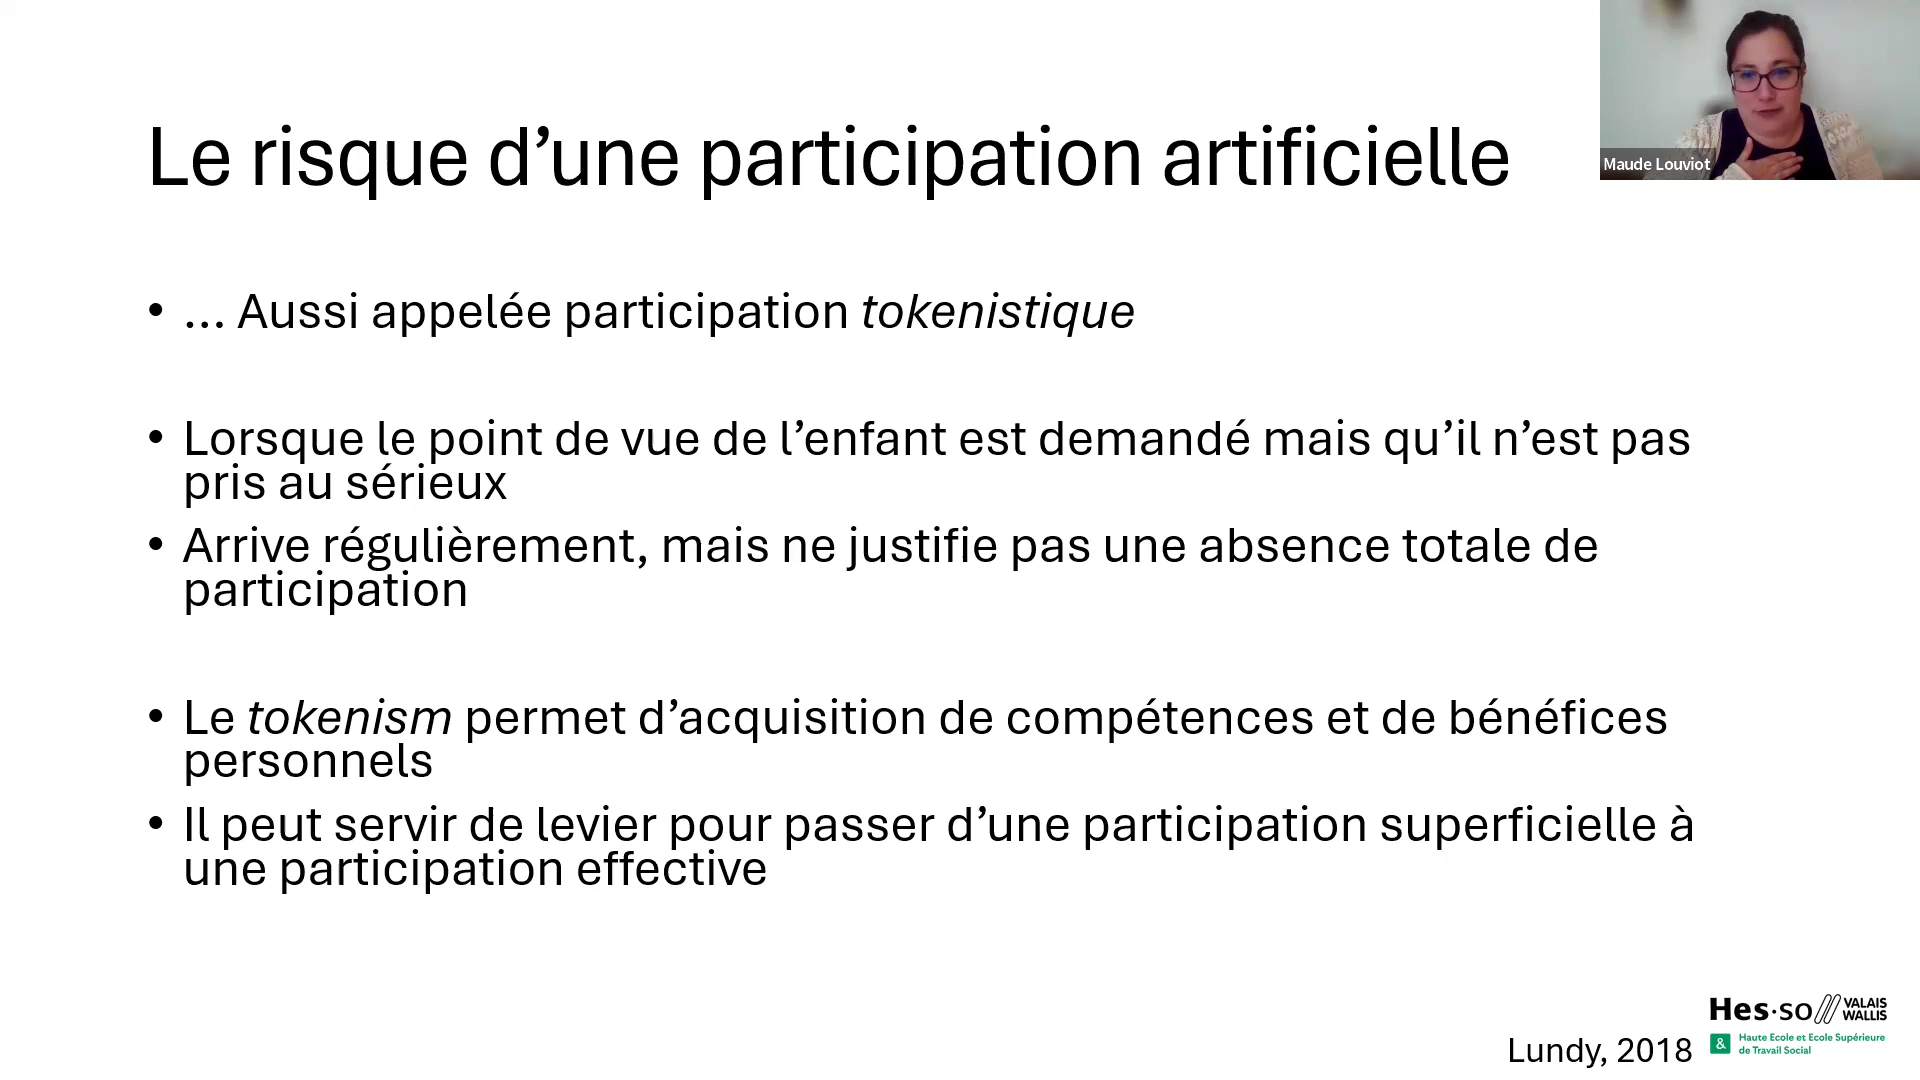 Le risque d’une participation artificielle
Maude Louviot
• … Aussi appelée participation tokenistique
• Lorsque le point de vue de l’enfant est demandé mais qu’il n’est pas
pris au sérieux
• Arrive régulièrement, mais ne justifie pas une absence totale de
participation
• Le tokenism permet d’acquisition de compétences et de bénéfices
personnels
• Il peut servir de levier pour passer d’une participation superficielle à
une participation effective
Lundy, 2018
Hes·so VALAIS
WALLIS
& Haute Ecole et Ecole Supérieure
de Travail Social